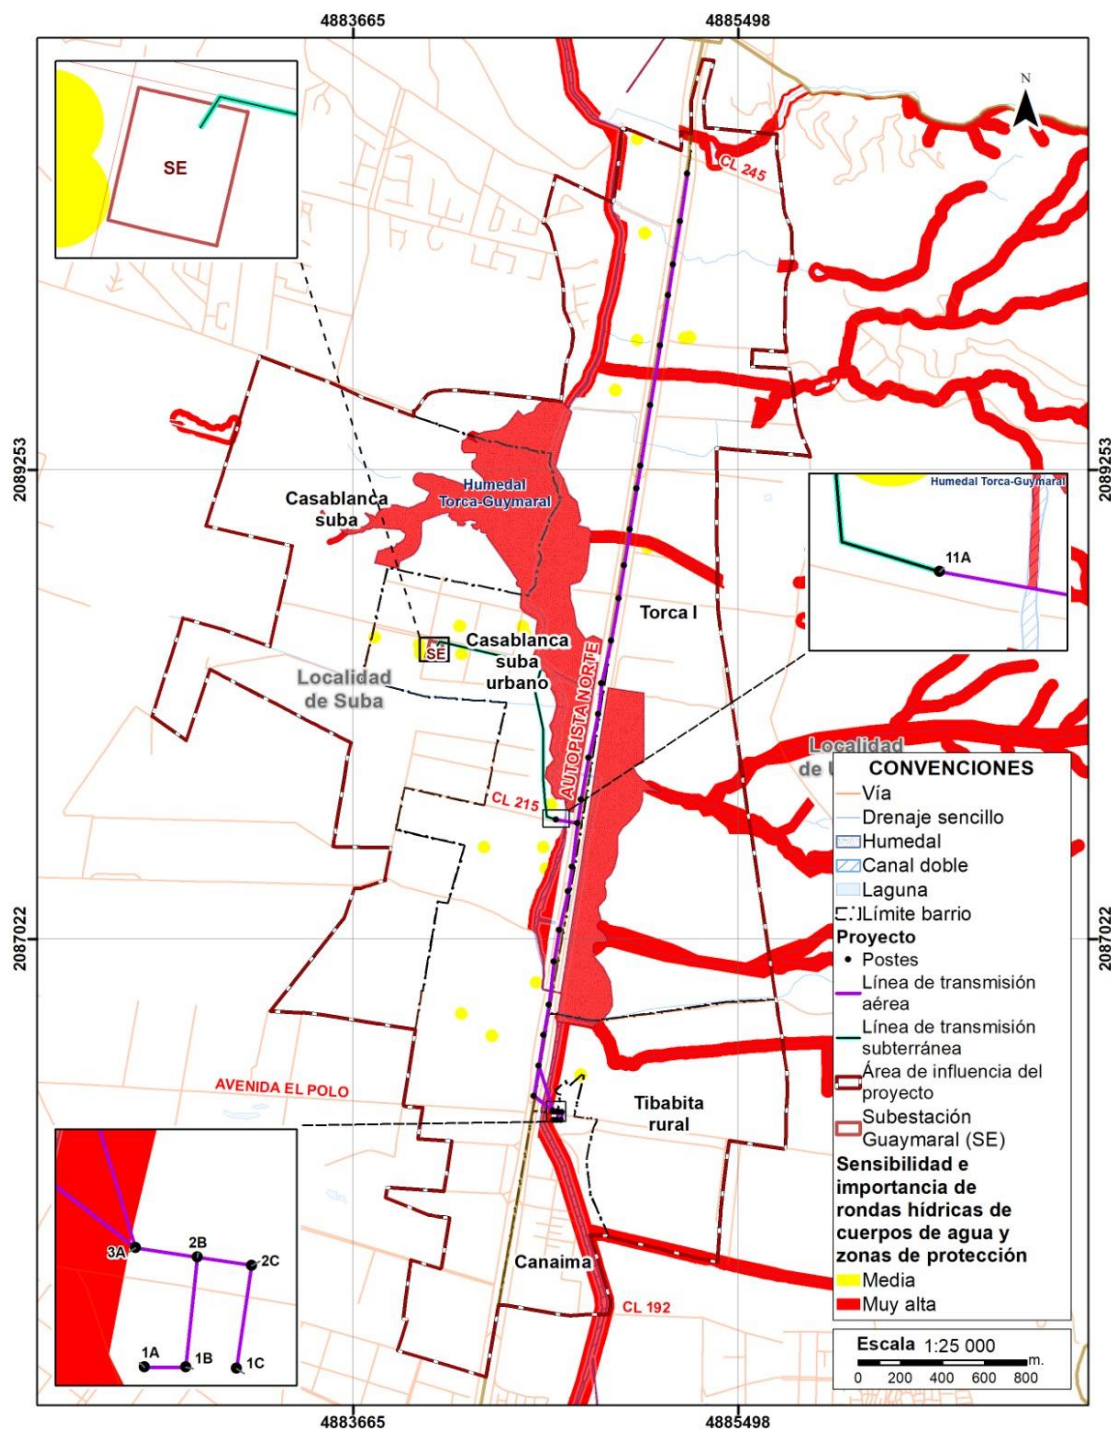 4883665
4885498
N
SE
CL 245
2089253
2089253
Humedal
Torca-Guymaral
Casablanca
suba
Humedal Torca-Guymaral
11A
Torca I
SE
Casablanca
suba
urbano
Localidad
de Suba
AUTOPISTA NORTE
CL 215
Localidad
de U
CONVENCIONES
Vía
Drenaje sencillo
Humedal
Canal doble
Laguna
Límite barrio
Proyecto
Postes
Línea de transmisión
aérea
Línea de transmisión
subterránea
Área de influencia del
proyecto
Subestación
Guaymaral (SE)
Sensibilidad e
importancia de
rondas hídricas de
cuerpos de agua y
zonas de protección
Media
Muy alta
2087022
2087022
AVENIDA EL POLO
Tibabita
rural
3A
2B
2C
1A
1B
1C
Canaima
CL 192
Escala 1:25 000
0 200 400 600 800 m.
4883665
4885498